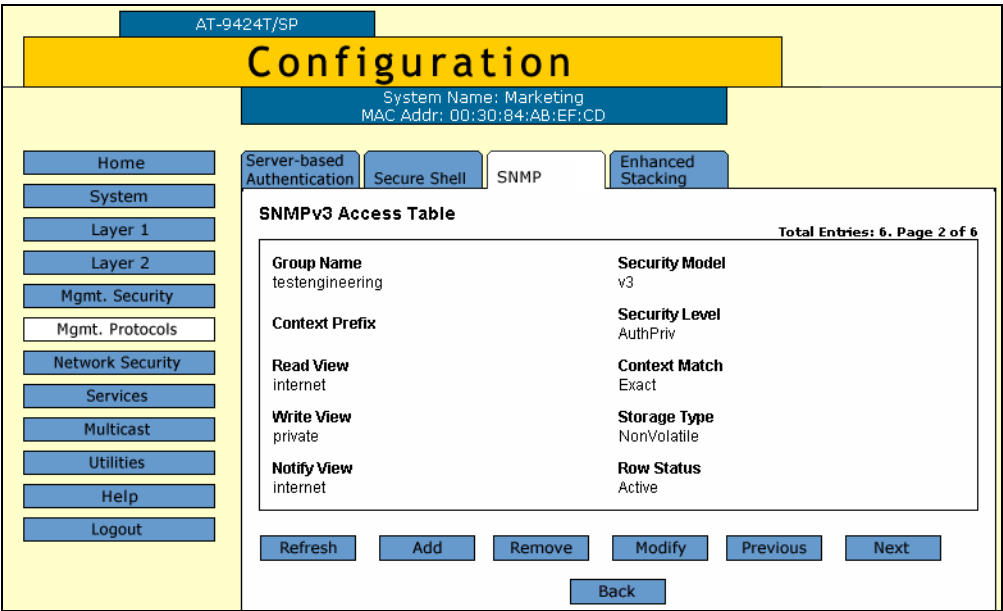 AT-9424T/SP
Configuration
System Name: Marketing
MAC Addr: 00:30:84:AB:EF:CD
Home
System
Layer 1
Layer 2
Mgmt. Security
Mgmt. Protocols
Network Security
Services
Multicast
Utilities
Help
Logout
Server-based
Authentication
Secure Shell
SNMP
Enhanced
Stacking
SNMPv3 Access Table
Total Entries: 6. Page 2 of 6
Group Name
testengineering
Security Model
v3
Context Prefix
Security Level
AuthPriv
Read View
internet
Context Match
Exact
Write View
private
Storage Type
NonVolatile
Notify View
internet
Row Status
Active
Refresh
Add
Remove
Modify
Previous
Next
Back